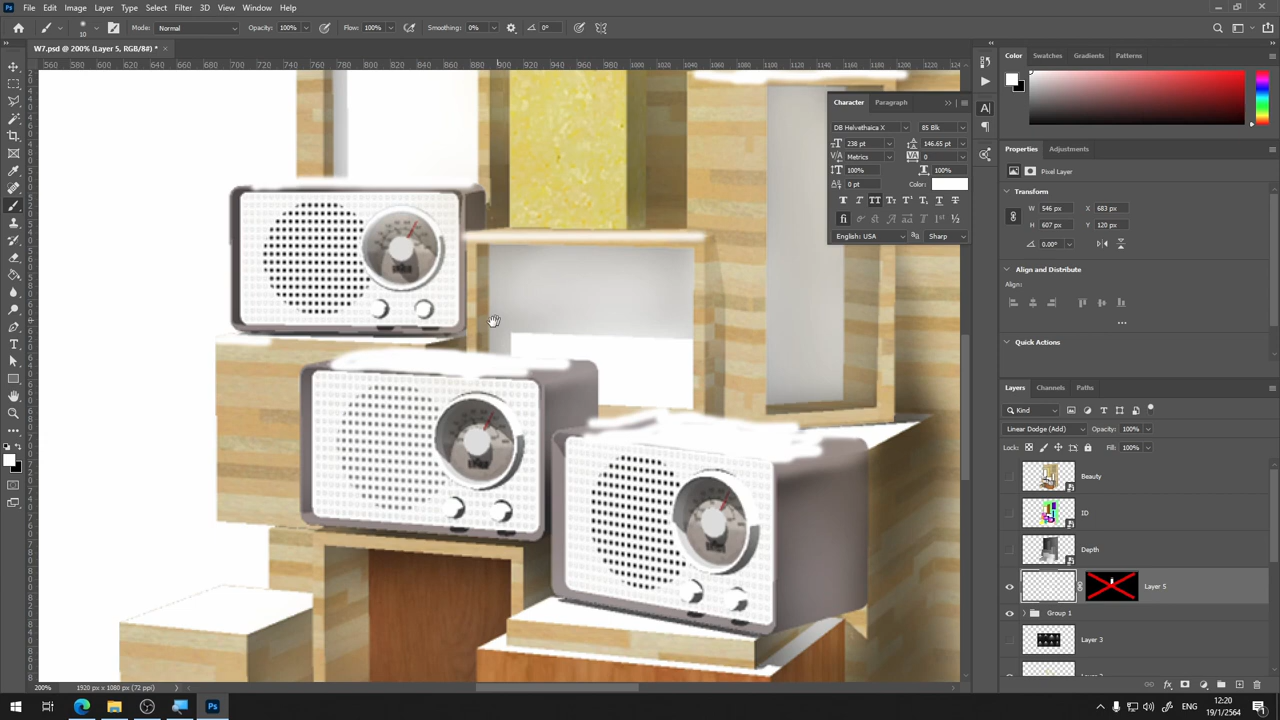 File Edit Image Layer Type Select Filter 3D View Window Help
10 Mode: Normal Opacity: 100% Flow: 100% Smoothing: 0% 0°
W7.psd @ 200% (Layer 5, RGB/8#) *
560 580 600 620 640 660 680 700 720 740 760 780 800 820 840 860 880 900 920 940 960 980 1000 1020 1040 1060 1080 1100 1120 1140 1160 1180 1200 1220 124
Character Paragraph
DB Helvethaica X 85 Blk
238 pt 146.65 pt
Metrics 0
100% 100%
0 pt Color:
English: USA Sharp
Color Swatches Gradients Patterns
Properties Adjustments
Pixel Layer
Transform
W 546 px X 683 px
H 607 px Y 120 px
0.00°
Align and Distribute
Align:
Quick Actions
Layers Channels Paths
Kind
Linear Dodge (Add) Opacity: 100%
Lock: Fill: 100%
Beauty
ID
Depth
Layer 5
Group 1
Layer 3
200% 1920 px x 1080 px (72 ppi)
12:20
ENG
19/1/2564